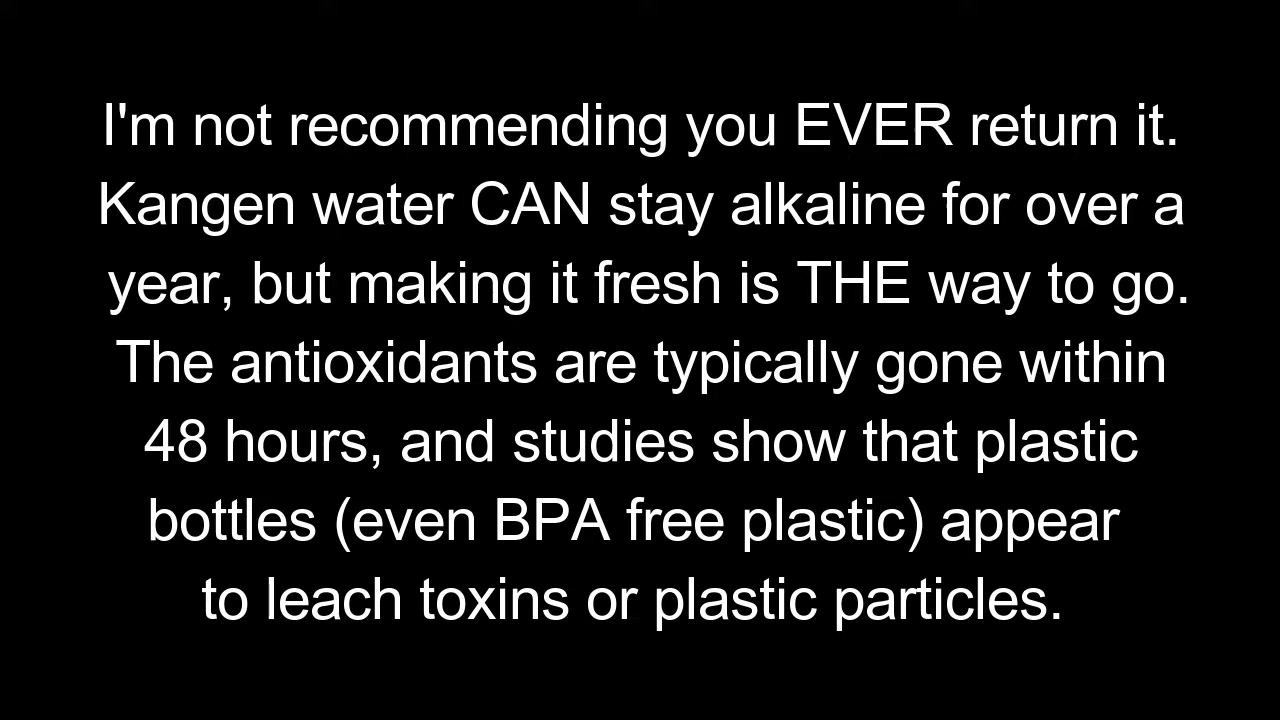 I'm not recommending you EVER return it.
Kangen water CAN stay alkaline for over a
year, but making it fresh is THE way to go.
The antioxidants are typically gone within
48 hours, and studies show that plastic
bottles (even BPA free plastic) appear
to leach toxins or plastic particles.